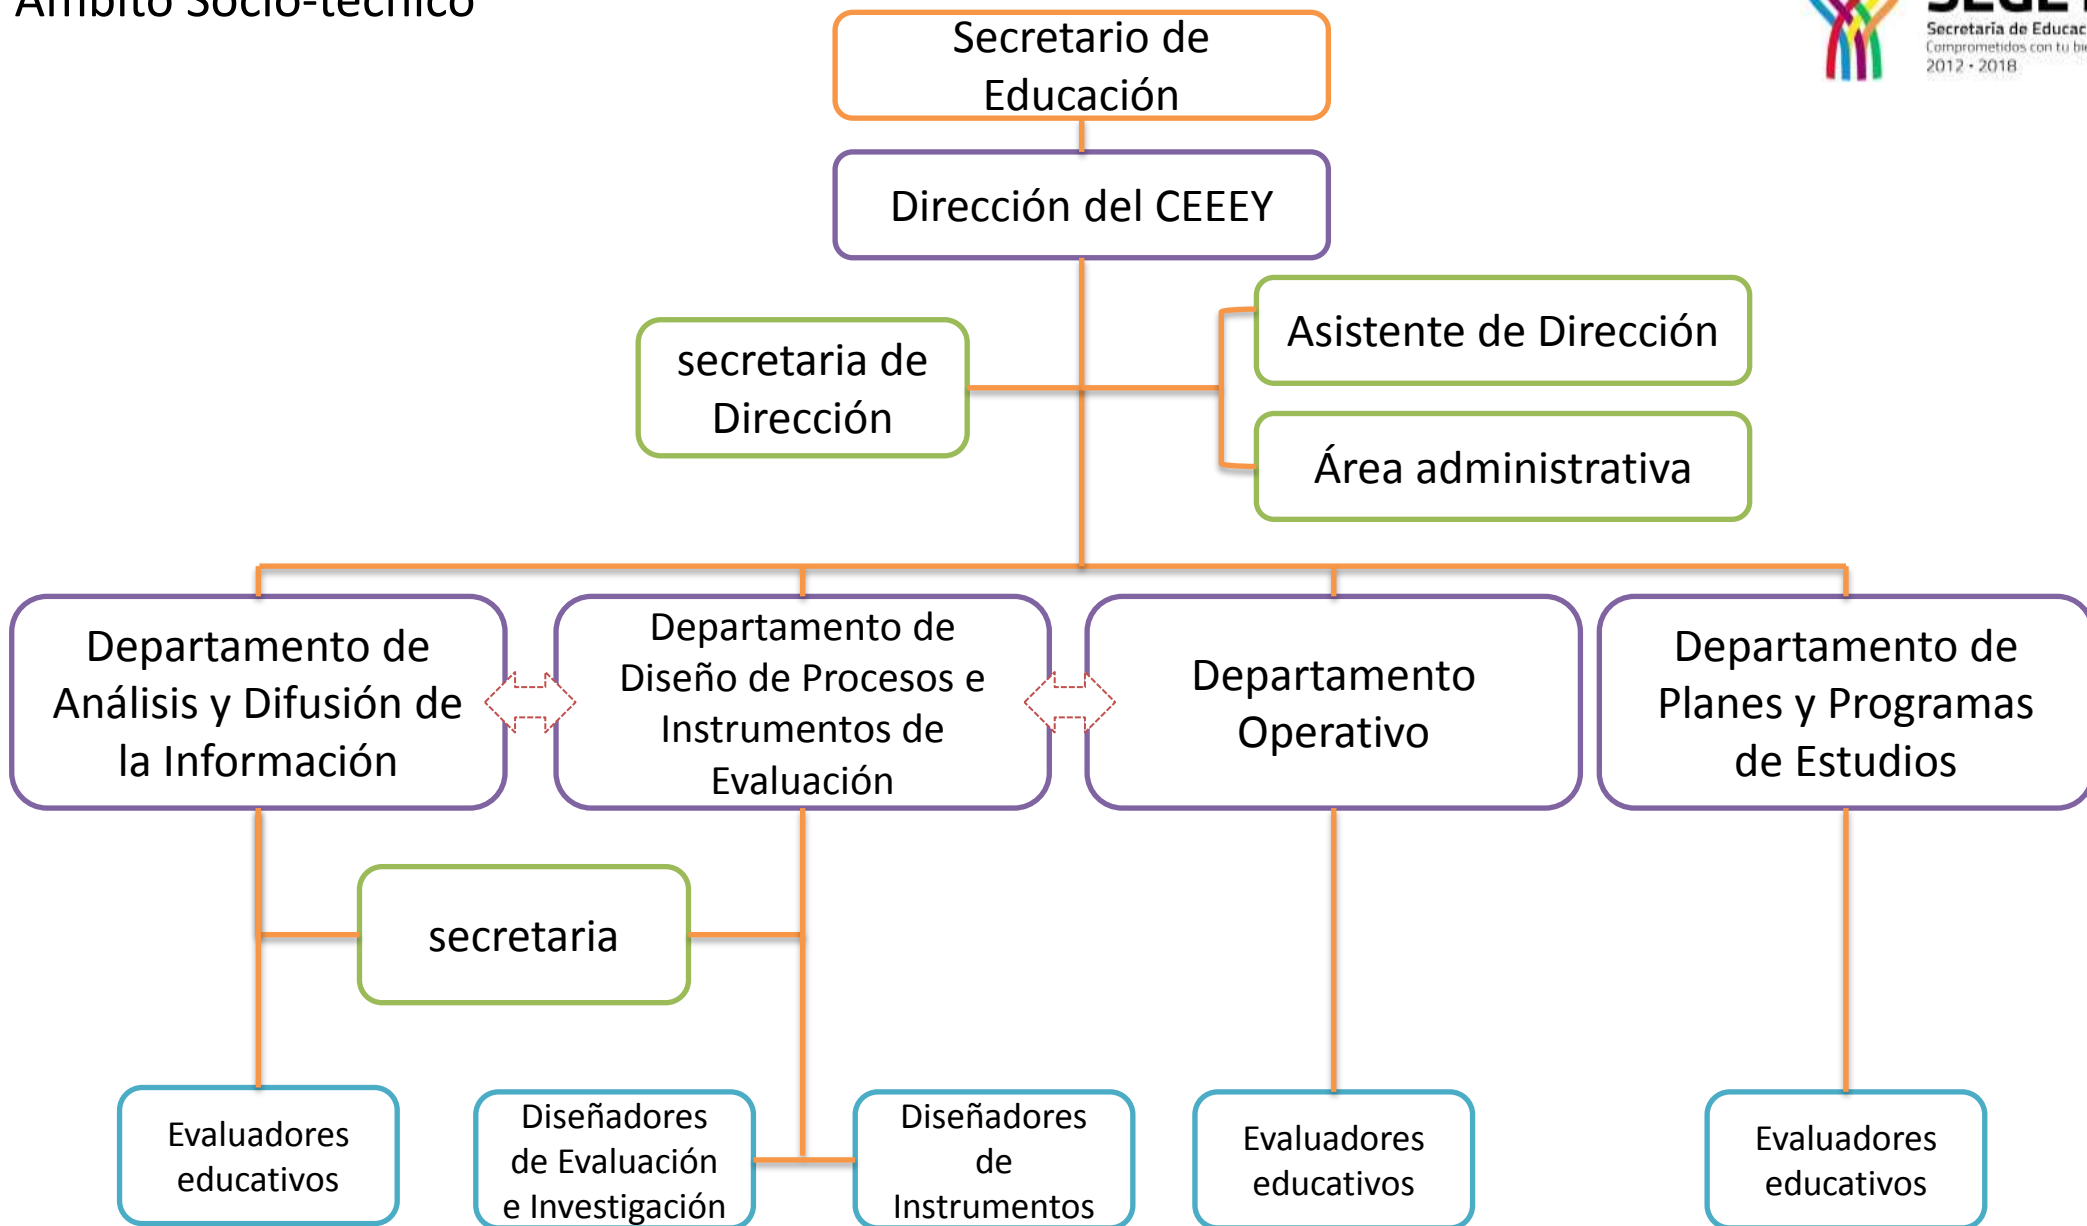 Ámbito Socio-técnico
Secretaría de Educac
Comprometidos con tu bie
2012 • 2018
Secretario de
Educación
Dirección del CEEEY
secretaria de
Dirección
Asistente de Dirección
Área administrativa
Departamento de
Análisis y Difusión de
la Información
Departamento de
Diseño de Procesos e
Instrumentos de
Evaluación
Departamento
Operativo
Departamento de
Planes y Programas
de Estudios
secretaria
Evaluadores
educativos
Diseñadores
de Evaluación
e Investigación
Diseñadores
de
Instrumentos
Evaluadores
educativos
Evaluadores
educativos